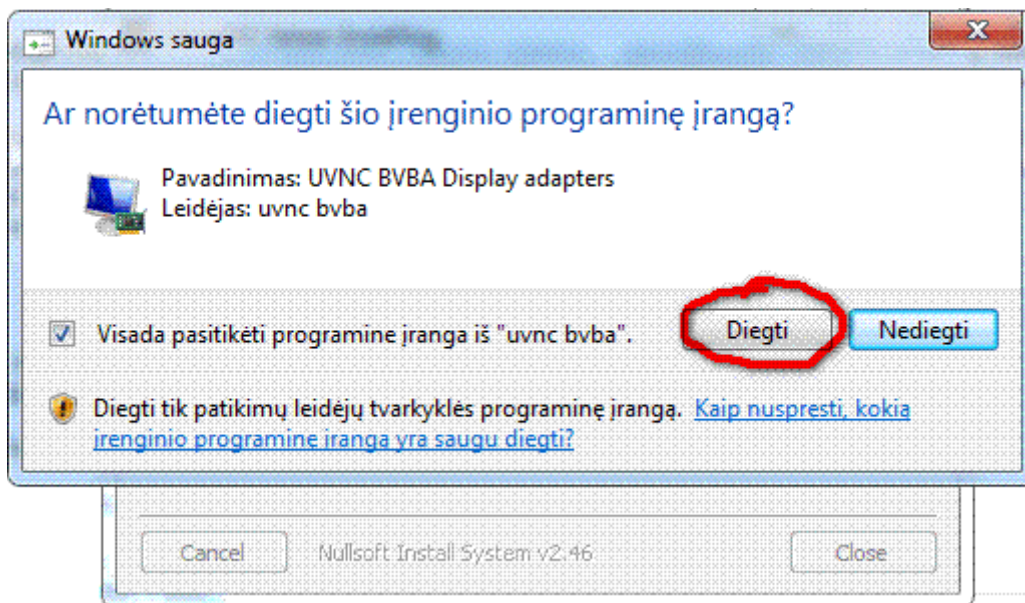 Windows sauga
Ar norėtumėte diegti šio įrenginio programinę įrangą?
Pavadinimas: UVNC BVBA Display adapters
Leidėjas: uvnc bvba
Visada pasitikėti programine įranga iš "uvnc bvba".
Diegti
Nediegti
Diegti tik patikimų leidėjų tvarkyklės programinę įrangą. Kaip nuspręsti, kokią
įrenginio programinę įrangą yra saugu diegti?
Cancel
Nullsoft Install System v2.46
Close